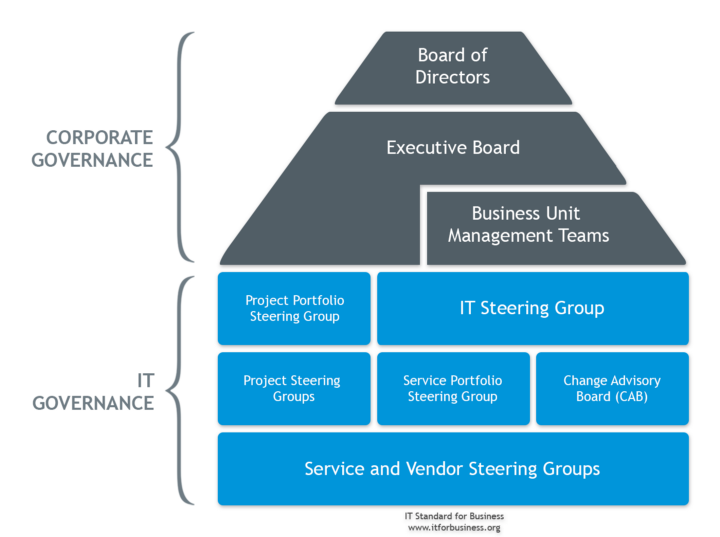 Board of
Directors
CORPORATE
GOVERNANCE
Executive Board
Business Unit
Management Teams
Project Portfolio
Steering Group
IT Steering Group
IT
GOVERNANCE
Project Steering
Groups
Service Portfolio
Steering Group
Change Advisory
Board (CAB)
Service and Vendor Steering Groups
IT Standard for Business
www.itforbusiness.org